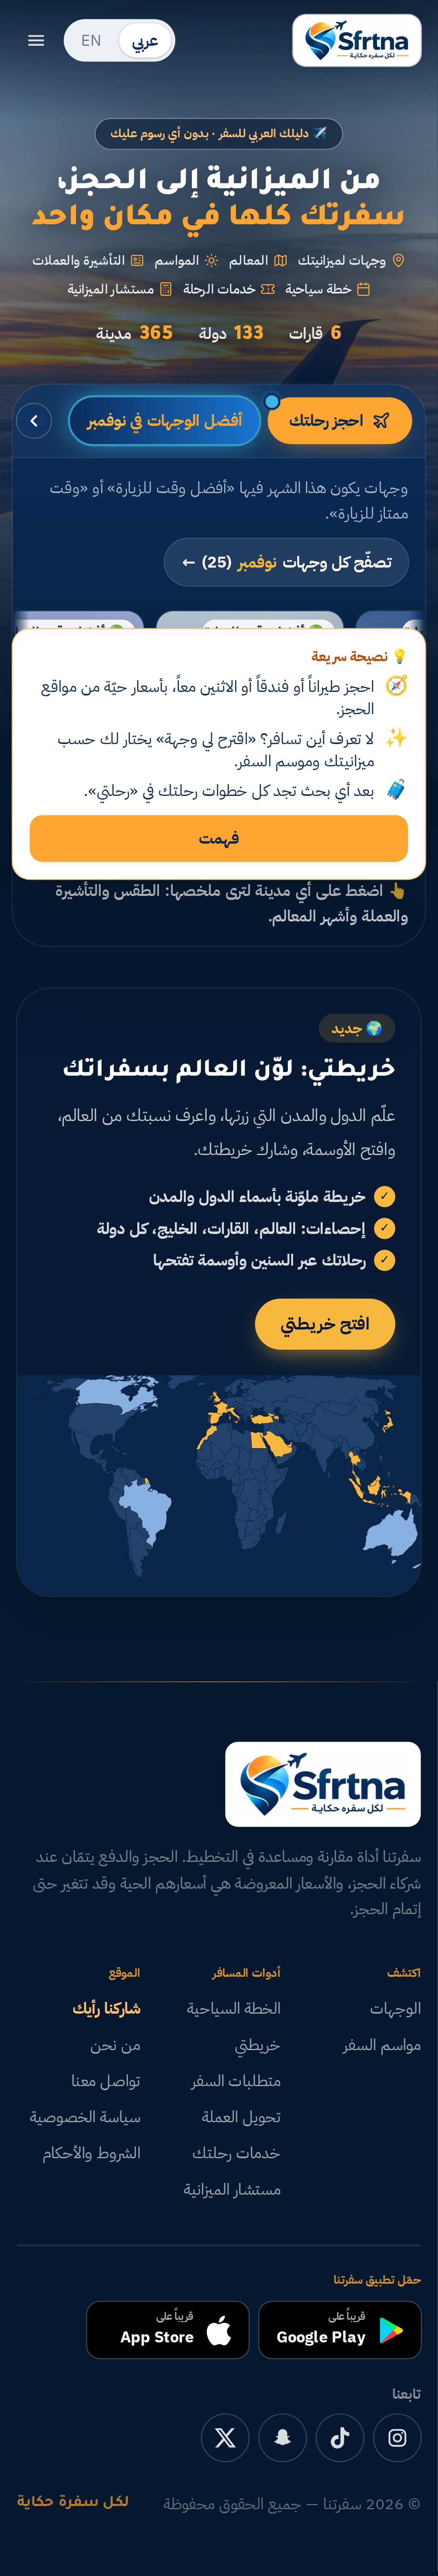 Sfrtna
لكل سفره حكاية
عربي
EN
دليلك العربي للسفر · بدون أي رسوم عليك
من الميزانية إلى الحجز،
سفرتك كلها في مكان واحد
وجهات لميزانيتك المعالم المواسم التأشيرة والعملات
خطة سياحية خدمات الرحلة مستشار الميزانية
6 قارات 133 دولة 365 مدينة
احجز رحلتك
أفضل الوجهات في نوفمبر
وجهات يكون هذا الشهر فيها «أفضل وقت للزيارة» أو «وقت
ممتاز للزيارة».
تصفّح كل وجهات نوفمبر (25) ←
💡 نصيحة سريعة
🧭 احجز طيراناً أو فندقاً أو الاثنين معاً، بأسعار حيّة من مواقع
الحجز.
✨ لا تعرف أين تسافر؟ «اقترح لي وجهة» يختار لك حسب
ميزانيتك وموسم السفر.
🧳 بعد أي بحث تجد كل خطوات رحلتك في «رحلتي».
فهمت
👆 اضغط على أي مدينة لترى ملخصها: الطقس والتأشيرة
والعملة وأشهر المعالم.
🌍 جديد
خريطتي: لوّن العالم بسفراتك
علّم الدول والمدن التي زرتها، واعرف نسبتك من العالم،
وافتح الأوسمة، وشارك خريطتك.
✓ خريطة ملوّنة بأسماء الدول والمدن
✓ إحصاءات: العالم، القارات، الخليج، كل دولة
✓ رحلاتك عبر السنين وأوسمة تفتحها
افتح خريطتي
Sfrtna
لكل سفره حكاية
سفرتنا أداة مقارنة ومساعدة في التخطيط. الحجز والدفع يتمّان عند
شركاء الحجز، والأسعار المعروضة هي أسعارهم الحية وقد تتغير حتى
إتمام الحجز.
اكتشف
الوجهات
مواسم السفر
أدوات المسافر
الخطة السياحية
خريطتي
متطلبات السفر
تحويل العملة
خدمات رحلتك
مستشار الميزانية
الموقع
شاركنا رأيك
من نحن
تواصل معنا
سياسة الخصوصية
الشروط والأحكام
حمّل تطبيق سفرتنا
قريباً على
Google Play
قريباً على
App Store
تابعنا
© 2026 سفرتنا — جميع الحقوق محفوظة
لكل سفرة حكاية